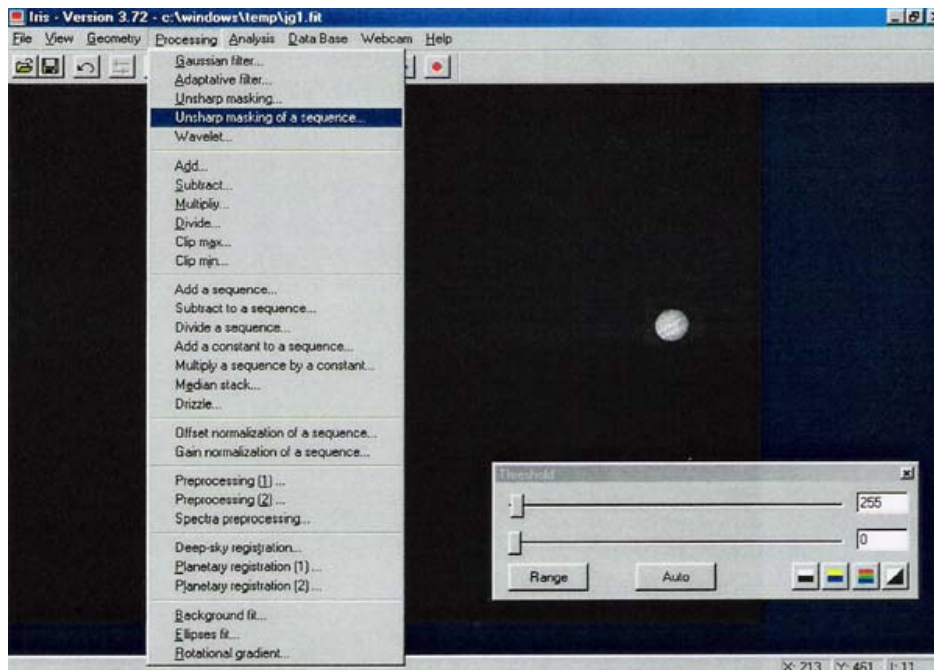 Iris - Version 3.72 - c:\windows\temp\jg1.fit
File View Geometry Processing Analysis Data Base Webcam Help
Gaussian filter...
Adaptative filter...
Unsharp masking...
Unsharp masking of a sequence...
Wavelet...
Add...
Subtract...
Multipliy...
Divide...
Clip max...
Clip min...
Add a sequence...
Subtract to a sequence...
Divide a sequence...
Add a constant to a sequence...
Multiply a sequence by a constant...
Median stack...
Drizzle...
Offset normalization of a sequence...
Gain normalization of a sequence...
Preprocessing (1) ...
Preprocessing (2) ...
Spectra preprocessing...
Deep-sky registration...
Planetary registration (1) ...
Planetary registration (2) ...
Background fit...
Ellipses fit...
Rotational gradient...
Threshold
255
0
Range Auto
X: 213 Y: 461 I: 11